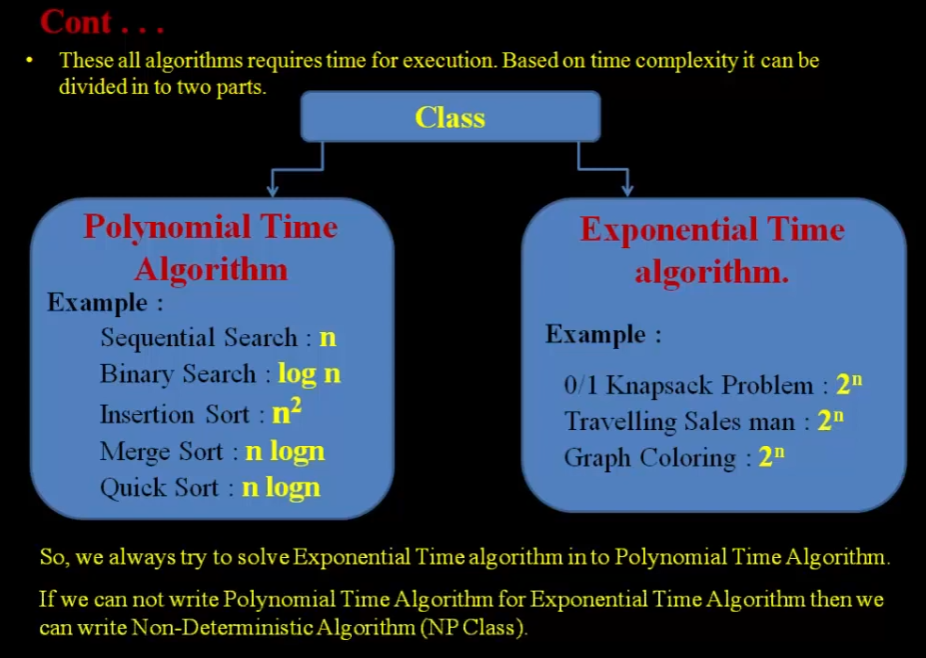 Cont . . .
• These all algorithms requires time for execution. Based on time complexity it can be
divided in to two parts.
Class
Polynomial Time
Algorithm
Example :
Sequential Search : n
Binary Search : log n
Insertion Sort : n²
Merge Sort : n logn
Quick Sort : n logn
Exponential Time
algorithm.
Example :
0/1 Knapsack Problem : 2ⁿ
Travelling Sales man : 2ⁿ
Graph Coloring : 2ⁿ
So, we always try to solve Exponential Time algorithm in to Polynomial Time Algorithm.
If we can not write Polynomial Time Algorithm for Exponential Time Algorithm then we
can write Non-Deterministic Algorithm (NP Class).